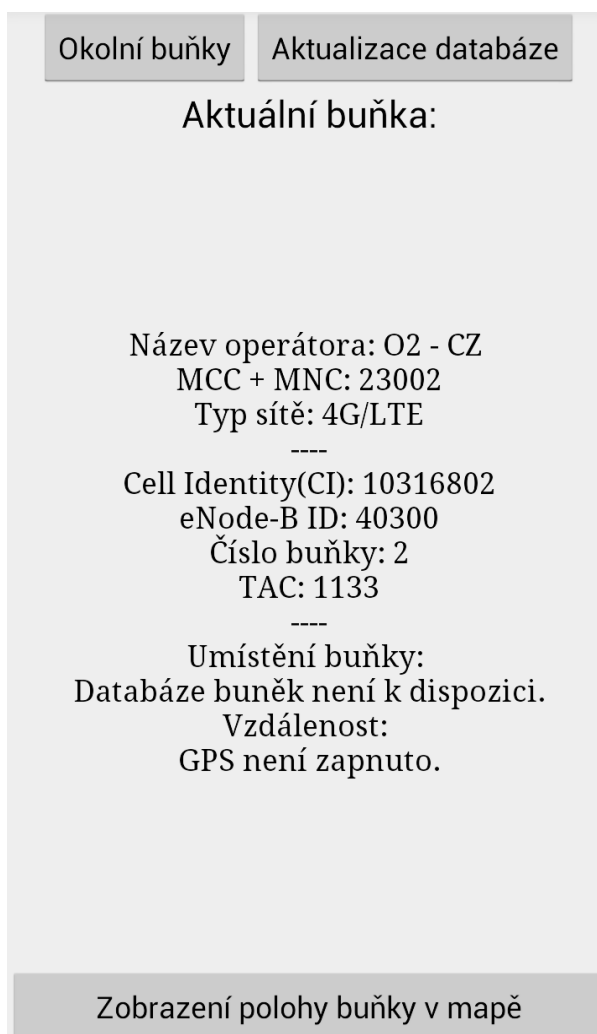 Okolní buňky
Aktualizace databáze
Aktuální buňka:
Název operátora: O2 - CZ
MCC + MNC: 23002
Typ sítě: 4G/LTE
----
Cell Identity(CI): 10316802
eNode-B ID: 40300
Číslo buňky: 2
TAC: 1133
----
Umístění buňky:
Databáze buněk není k dispozici.
Vzdálenost:
GPS není zapnuto.
Zobrazení polohy buňky v mapě